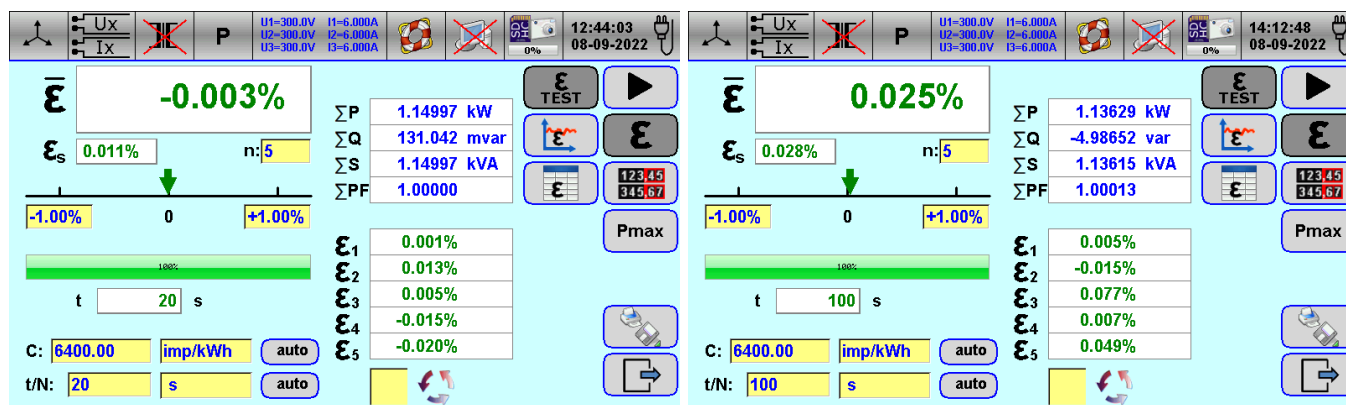 Ux
Ix
P
U1=300.0V I1=6.000A
U2=300.0V I2=6.000A
U3=300.0V I3=6.000A
SD HC
0%
12:44:03
08-09-2022
ε -0.003%
εs 0.011% n: 5
-1.00% 0 +1.00%
100%
t 20 s
C: 6400.00 imp/kWh auto
t/N: 20 s auto
∑P 1.14997 kW
∑Q 131.042 mvar
∑S 1.14997 kVA
∑PF 1.00000
ε1 0.001%
ε2 0.013%
ε3 0.005%
ε4 -0.015%
ε5 -0.020%
ε TEST
ε
ε
ε
123,45
345,67
Pmax
Ux
Ix
P
U1=300.0V I1=6.000A
U2=300.0V I2=6.000A
U3=300.0V I3=6.000A
SD HC
0%
14:12:48
08-09-2022
ε 0.025%
εs 0.028% n: 5
-1.00% 0 +1.00%
100%
t 100 s
C: 6400.00 imp/kWh auto
t/N: 100 s auto
∑P 1.13629 kW
∑Q -4.98652 var
∑S 1.13615 kVA
∑PF 1.00013
ε1 0.005%
ε2 -0.015%
ε3 0.077%
ε4 0.007%
ε5 0.049%
ε TEST
ε
ε
ε
123,45
345,67
Pmax